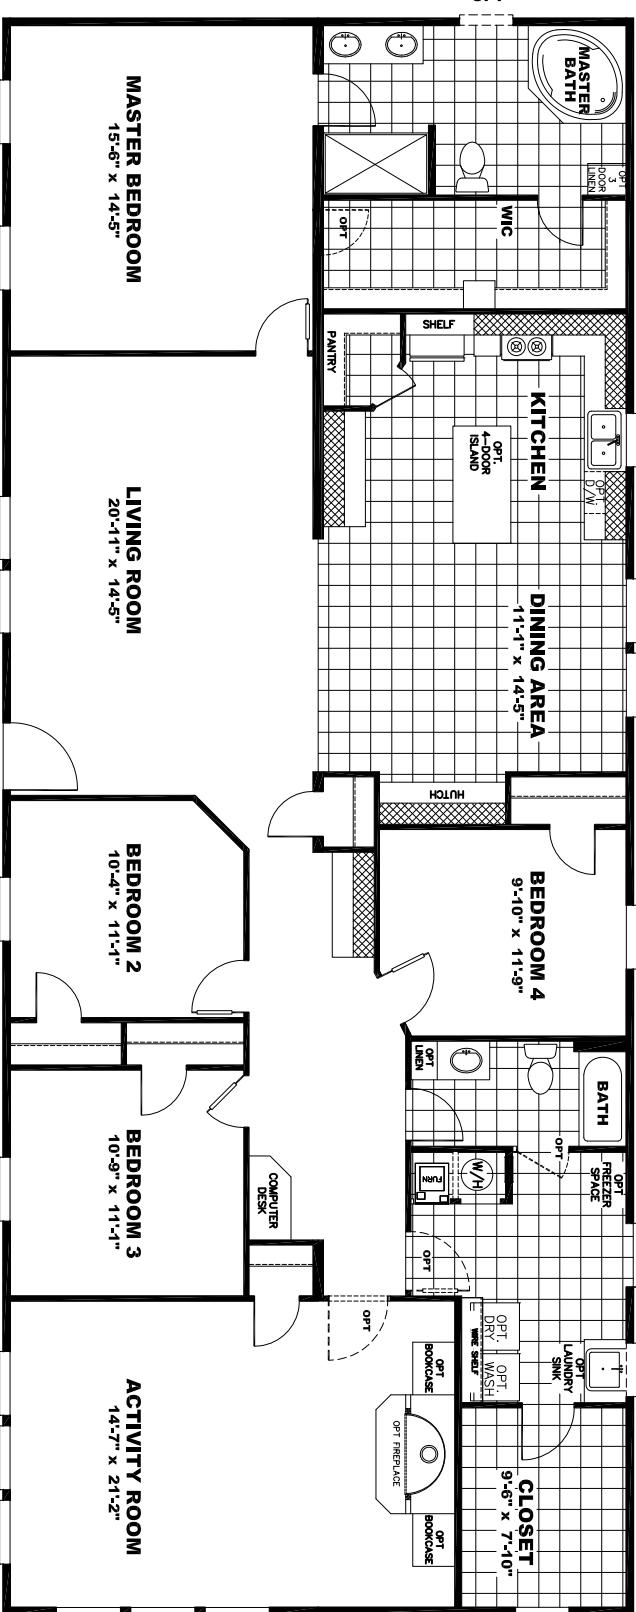 MASTER BEDROOM
15'-6" x 14'-5"
MASTER
BATH
OPT
3
DOOR
LINEN
WIC
OPT
SHELF
PANTRY
KITCHEN
OPT.
4-DOOR
ISLAND
OPT
D/W
LIVING ROOM
20'-11" x 14'-5"
DINING AREA
11'-1" x 14'-5"
HUTCH
BEDROOM 2
10'-4" x 11'-1"
BEDROOM 4
9'-10" x 11'-9"
OPT
LINEN
BATH
BEDROOM 3
10'-9" x 11'-1"
COMPUTER
DESK
FURN
W/H
OPT
OPT
FREEZER
SPACE
OPT
OPT.
DRY
OPT.
WASH
WIRE SHELF
OPT
LAUNDRY
SINK
OPT
ACTIVITY ROOM
14'-7" x 21'-2"
OPT
BOOKCASE
OPT FIREPLACE
OPT
BOOKCASE
CLOSET
9'-6" x 7'-10"